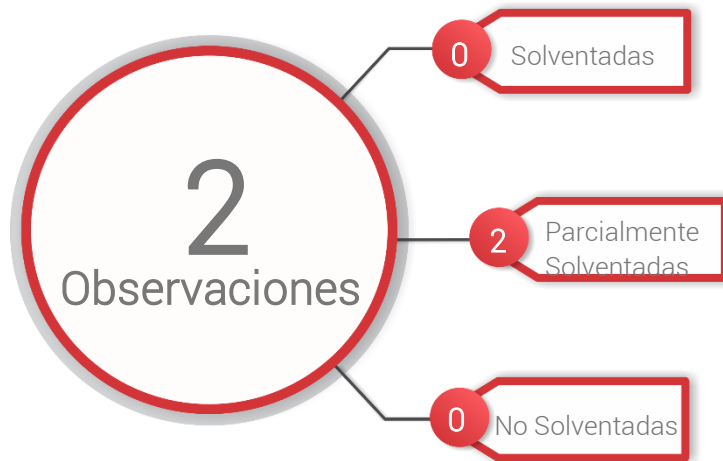 2
Observaciones
0
Solventadas
2
Parcialmente
Solventadas
0
No Solventadas